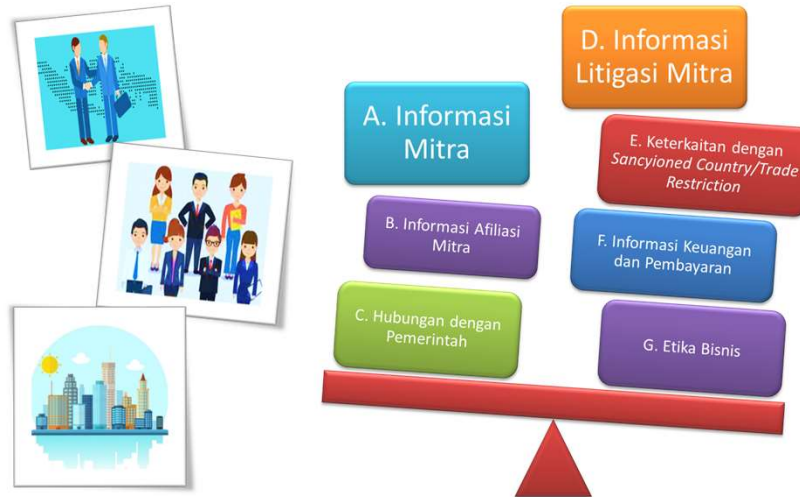 A. Informasi
Mitra
B. Informasi Afiliasi
Mitra
C. Hubungan dengan
Pemerintah
D. Informasi
Litigasi Mitra
E. Keterkaitan dengan
Sancyioned Country/Trade
Restriction
F. Informasi Keuangan
dan Pembayaran
G. Etika Bisnis